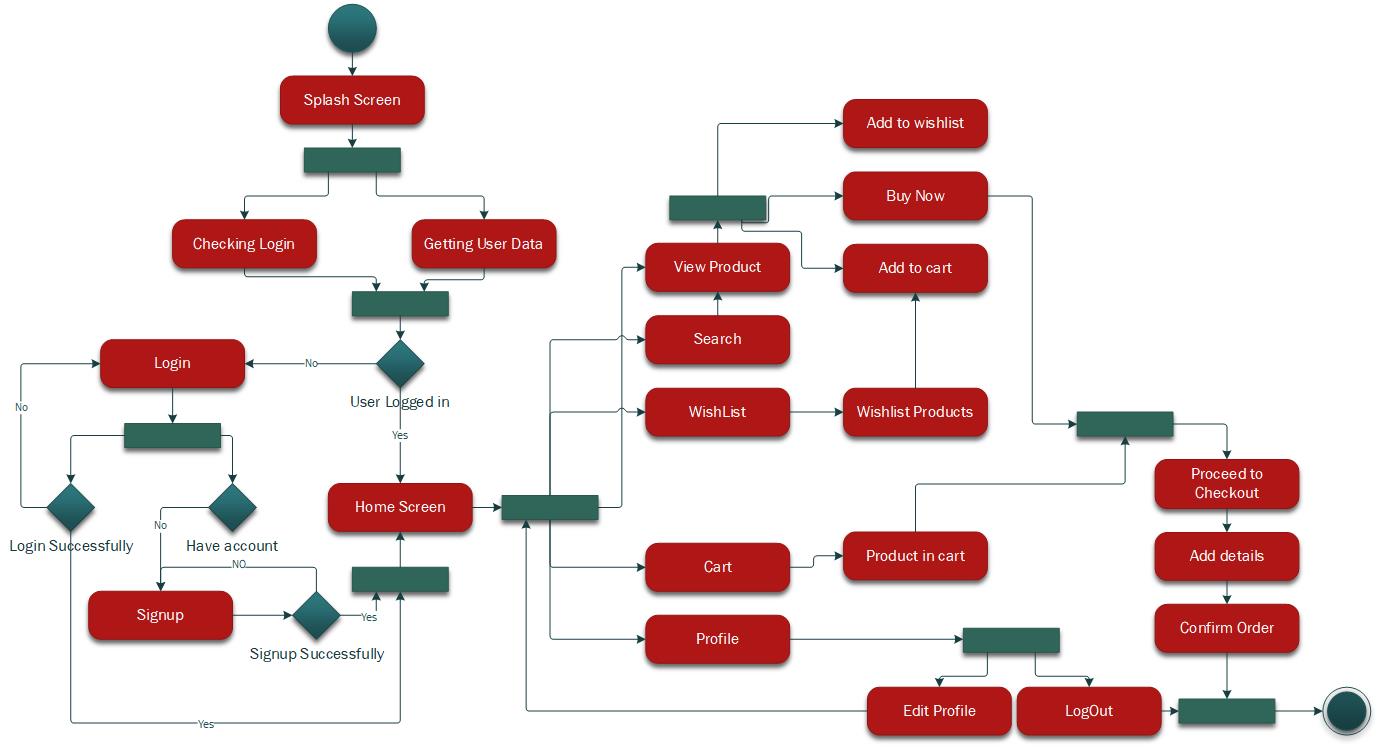 Splash Screen
Add to wishlist
Buy Now
Checking Login
Getting User Data
View Product
Add to cart
Search
Login
No
User Logged in
No
Yes
WishList
Wishlist Products
Proceed to
Checkout
Home Screen
No
Login Successfully
Have account
NO
Cart
Product in cart
Add details
Signup
Yes
Signup Successfully
Profile
Confirm Order
Edit Profile
LogOut
Yes